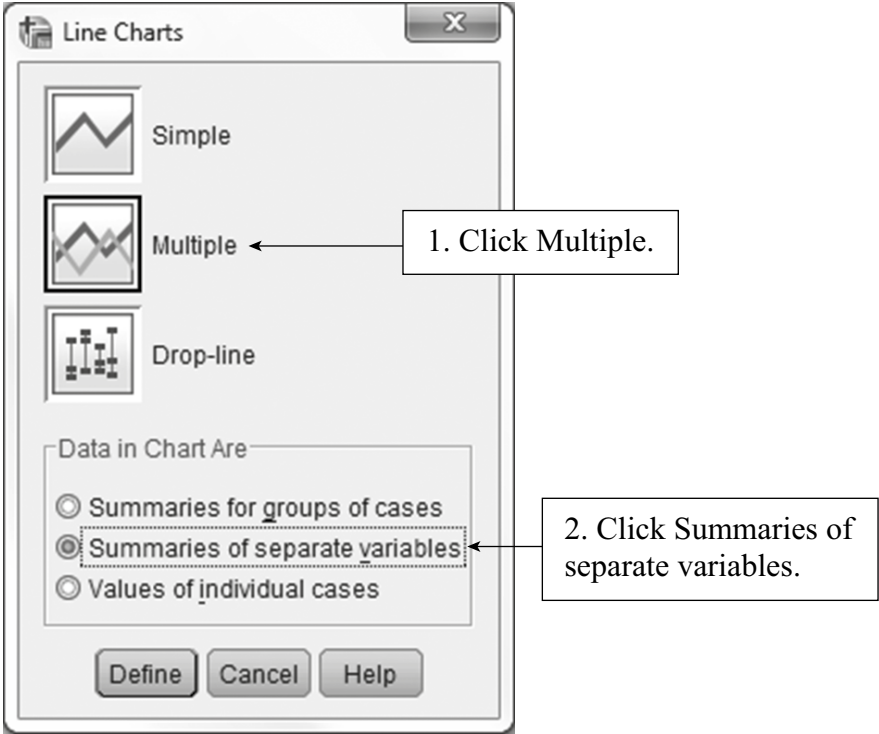 Line Charts
Simple
Multiple
1. Click Multiple.
Drop-line
Data in Chart Are
Summaries for groups of cases
Summaries of separate variables
2. Click Summaries of
separate variables.
Values of individual cases
Define Cancel Help